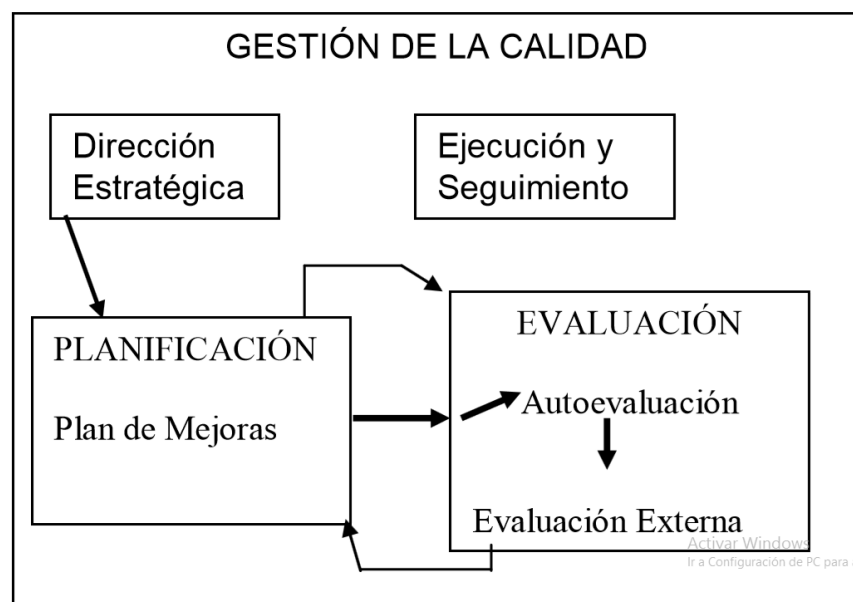 GESTIÓN DE LA CALIDAD
Dirección
Estratégica
Ejecución y
Seguimiento
PLANIFICACIÓN
Plan de Mejoras
EVALUACIÓN
Autoevaluación
Evaluación Externa
Activar Windows
Ir a Configuración de PC para